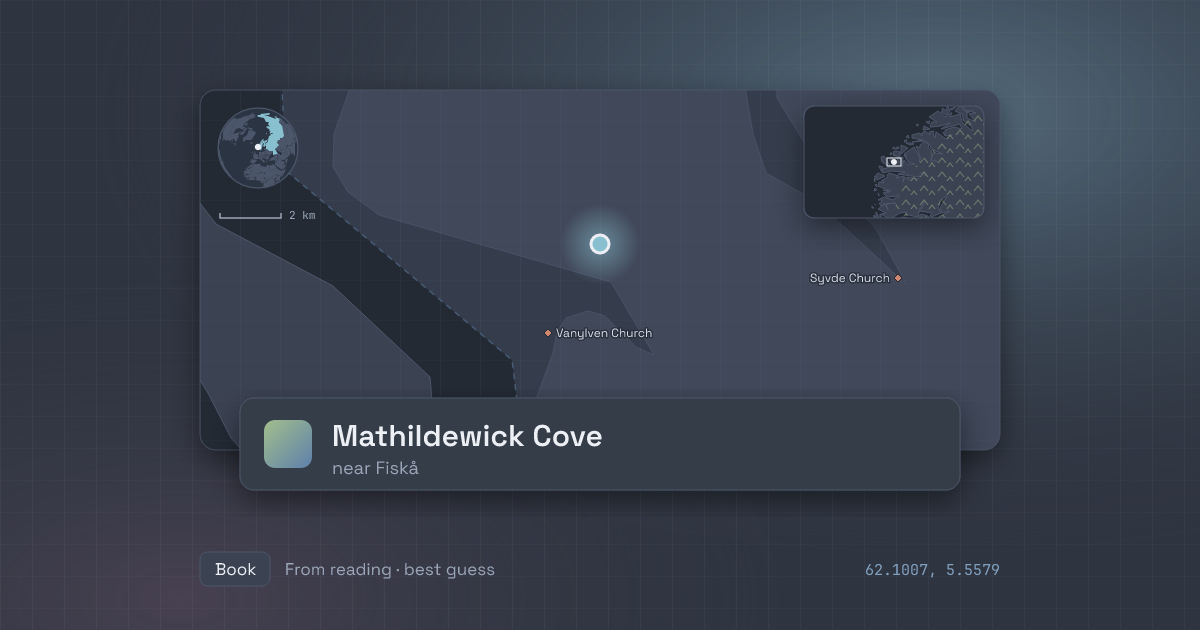 2 km
Syvde Church
Vanylven Church
Mathildewick Cove
near Fiskå
Book
From reading · best guess
62.1007, 5.5579